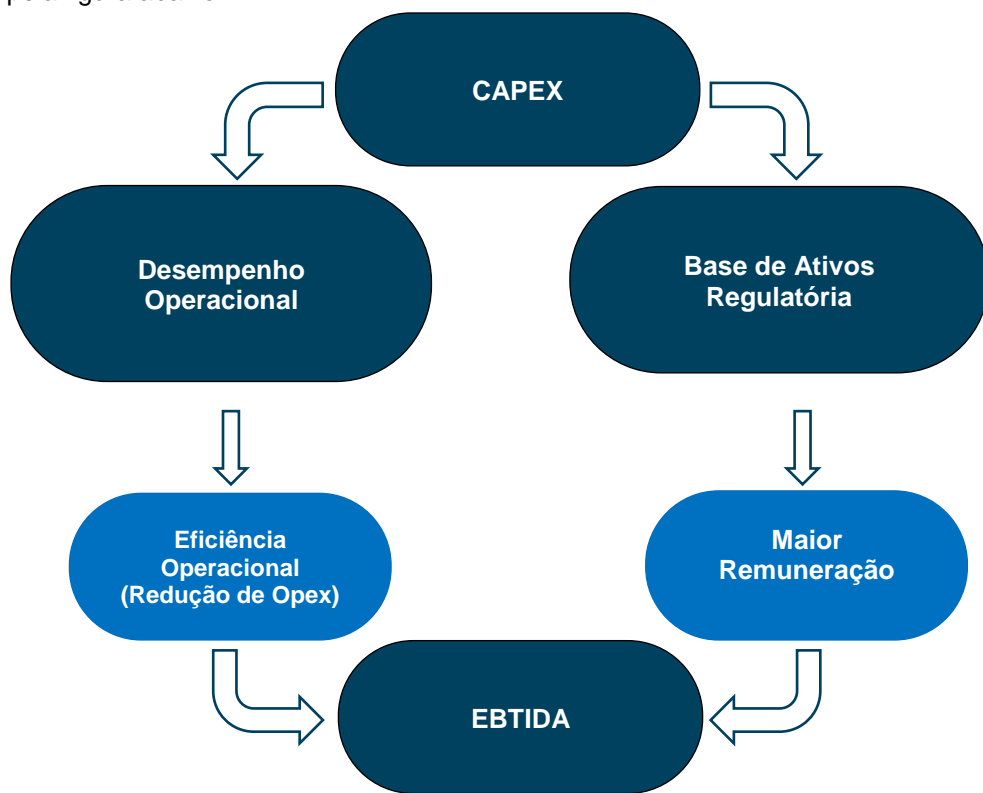 CAPEX
Desempenho
Operacional
Base de Ativos
Regulatória
Eficiência
Operacional
(Redução de Opex)
Maior
Remuneração
EBTIDA